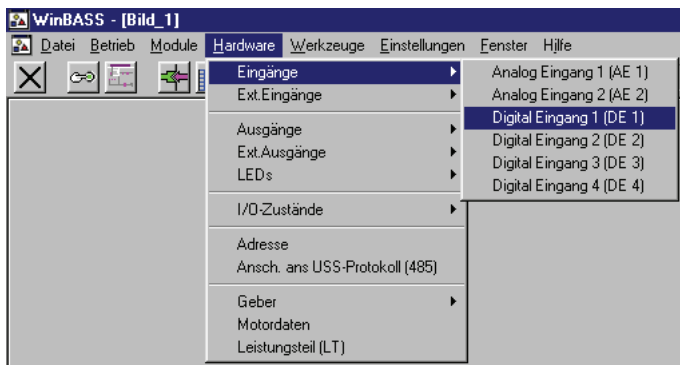 WinBASS - [Bild_1]
Datei Betrieb Module Hardware Werkzeuge Einstellungen Fenster Hilfe
Eingänge
Ext.Eingänge
Ausgänge
Ext.Ausgänge
LEDs
I/O-Zustände
Adresse
Ansch. ans USS-Protokoll (485)
Geber
Motordaten
Leistungsteil (LT)
Analog Eingang 1 (AE 1)
Analog Eingang 2 (AE 2)
Digital Eingang 1 (DE 1)
Digital Eingang 2 (DE 2)
Digital Eingang 3 (DE 3)
Digital Eingang 4 (DE 4)